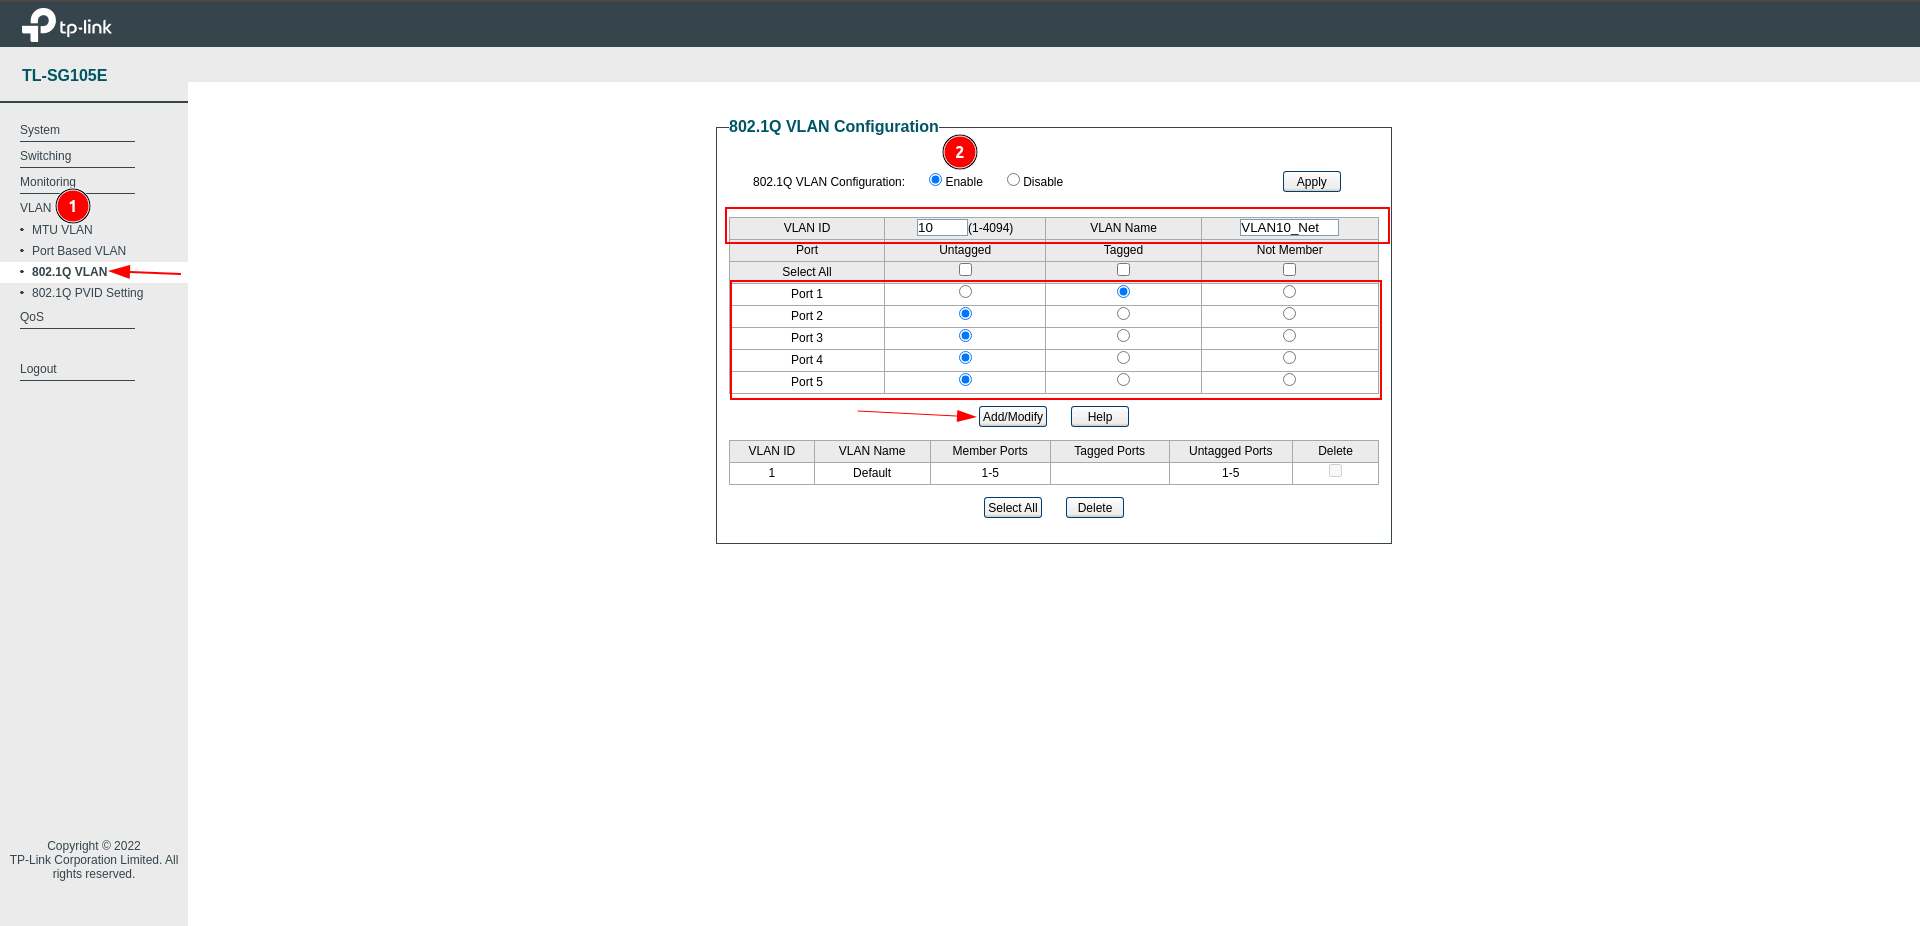 tp-link
TL-SG105E
System
Switching
Monitoring
VLAN 1
MTU VLAN
Port Based VLAN
802.1Q VLAN
802.1Q PVID Setting
QoS
Logout
Copyright © 2022
TP-Link Corporation Limited. All
rights reserved.
802.1Q VLAN Configuration
2
802.1Q VLAN Configuration: Enable Disable Apply
VLAN ID 10 (1-4094) VLAN Name VLAN10_Net
Port Untagged Tagged Not Member
Select All
Port 1
Port 2
Port 3
Port 4
Port 5
Add/Modify Help
VLAN ID VLAN Name Member Ports Tagged Ports Untagged Ports Delete
1 Default 1-5 1-5
Select All Delete